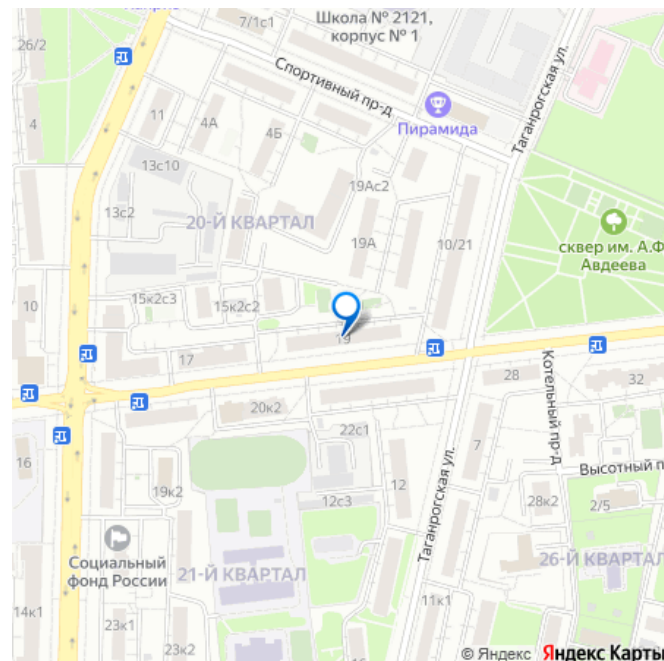 7/1с1
Школа № 2121,
корпус № 1
26/2
Спортивный пр-д
Таганрогская ул.
4
11
4А
4Б
Пирамида
13с10
13с2
19Ас2
20-Й КВАРТАЛ
19А
10/21
сквер им. А.Ф.
Авдеева
10
15к2с3
15к2с2
17
19
28
32
Котельный пр-д
20к2
22с1
16
19к2
12
7
Высотный п
12с3
28к2
2/5
Социальный
фонд России
21-Й КВАРТАЛ
Таганрогская ул.
26-Й КВАРТАЛ
14к1
23к1
23к2
11к1
© Яндекс Яндекс Карты